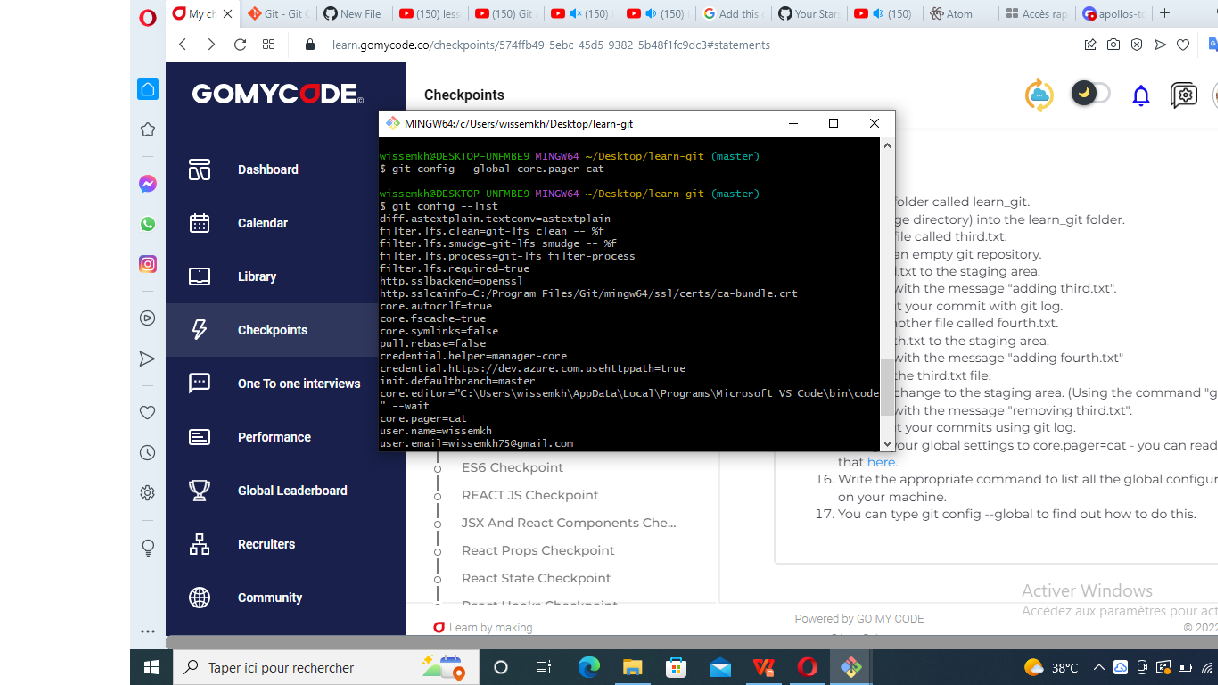 My ch
Git - Git
New File
(150) less
(150) Git
(150)
(150)
Add this
Your Stars
(150)
Atom
Accès rap
apollos-to
learn.gomycode.co/checkpoints/574ffb49-5ebc-45d5-9382-5b48f1fc9dc3#statements
GOMYCODE
Checkpoints
Dashboard
Calendar
Library
Checkpoints
One To one interviews
Performance
Global Leaderboard
Recruiters
Community
MINGW64:/c/Users/wissemkh/Desktop/learn-git
wissemkh@DESKTOP-UNFMBE9 MINGW64 ~/Desktop/learn-git (master)
$ git config --global core.pager cat
wissemkh@DESKTOP-UNFMBE9 MINGW64 ~/Desktop/learn-git (master)
$ git config --list
diff.astextplain.textconv=astextplain
filter.lfs.clean=git-lfs clean -- %f
filter.lfs.smudge=git-lfs smudge -- %f
filter.lfs.process=git-lfs filter-process
filter.lfs.required=true
http.sslbackend=openssl
http.sslcainfo=C:/Program Files/Git/mingw64/ssl/certs/ca-bundle.crt
core.autocrlf=true
core.fscache=true
core.symlinks=false
pull.rebase=false
credential.helper=manager-core
credential.https://dev.azure.com.usehttppath=true
init.defaultbranch=master
core.editor="C:\Users\wissemkh\AppData\Local\Programs\Microsoft VS Code\bin\code
" --wait
core.pager=cat
user.name=wissemkh
user.email=wissemkh75@gmail.com
folder called learn_git.
ge directory) into the learn_git folder.
file called third.txt.
an empty git repository.
d.txt to the staging area.
with the message "adding third.txt".
ut your commit with git log.
nother file called fourth.txt.
th.txt to the staging area.
with the message "adding fourth.txt"
the third.txt file.
change to the staging area. (Using the command "g
with the message "removing third.txt".
ut your commits using git log.
your global settings to core.pager=cat - you can read
that here.
16. Write the appropriate command to list all the global configur
on your machine.
17. You can type git config --global to find out how to do this.
ES6 Checkpoint
REACT JS Checkpoint
JSX And React Components Che...
React Props Checkpoint
React State Checkpoint
React Hooks Checkpoint
Learn by making
Powered by GO MY CODE
© 2022
Activer Windows
Accédez aux paramètres pour act
Taper ici pour rechercher
38°C